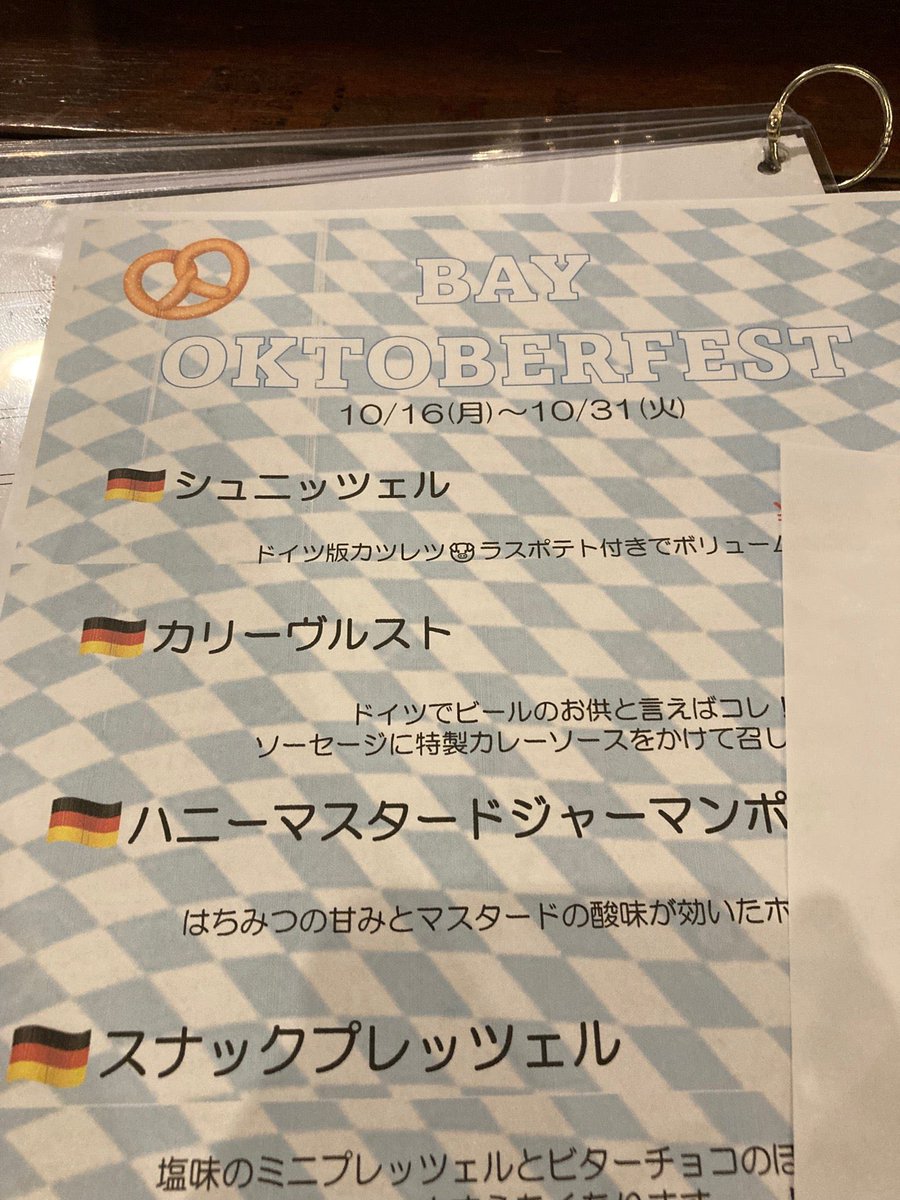 BAY
OKTOBERFEST
10/16(月)〜10/31(火)
シュニッツェル
ドイツ版カツレツ🐷ラスポテト付きでボリューム
カリーヴルスト
ドイツでビールのお供と言えばコレ！
ソーセージに特製カレーソースをかけて召し
ハニーマスタードジャーマンポ
はちみつの甘みとマスタードの酸味が効いたホ
スナックプレッツェル
塩味のミニプレッツェルとビターチョコのほ